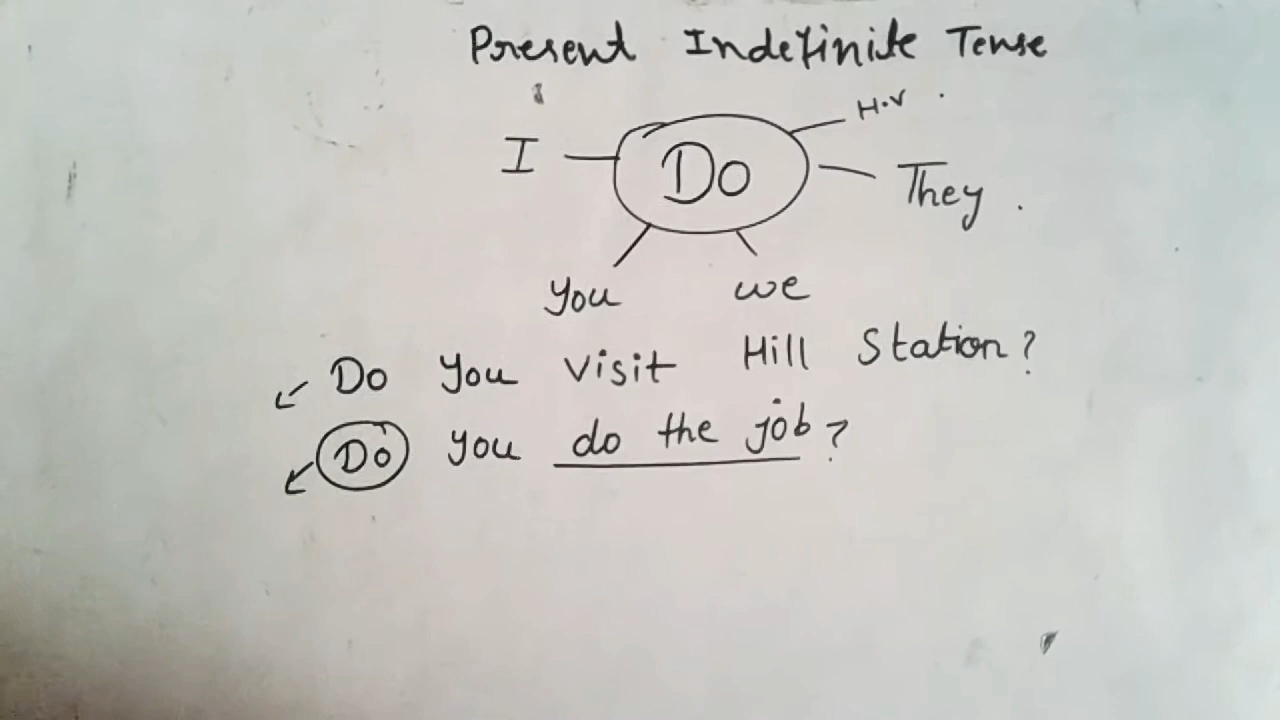 Present Indefinite Tense
H.V
I Do They.
you we
Do you visit Hill Station?
Do you do the job?